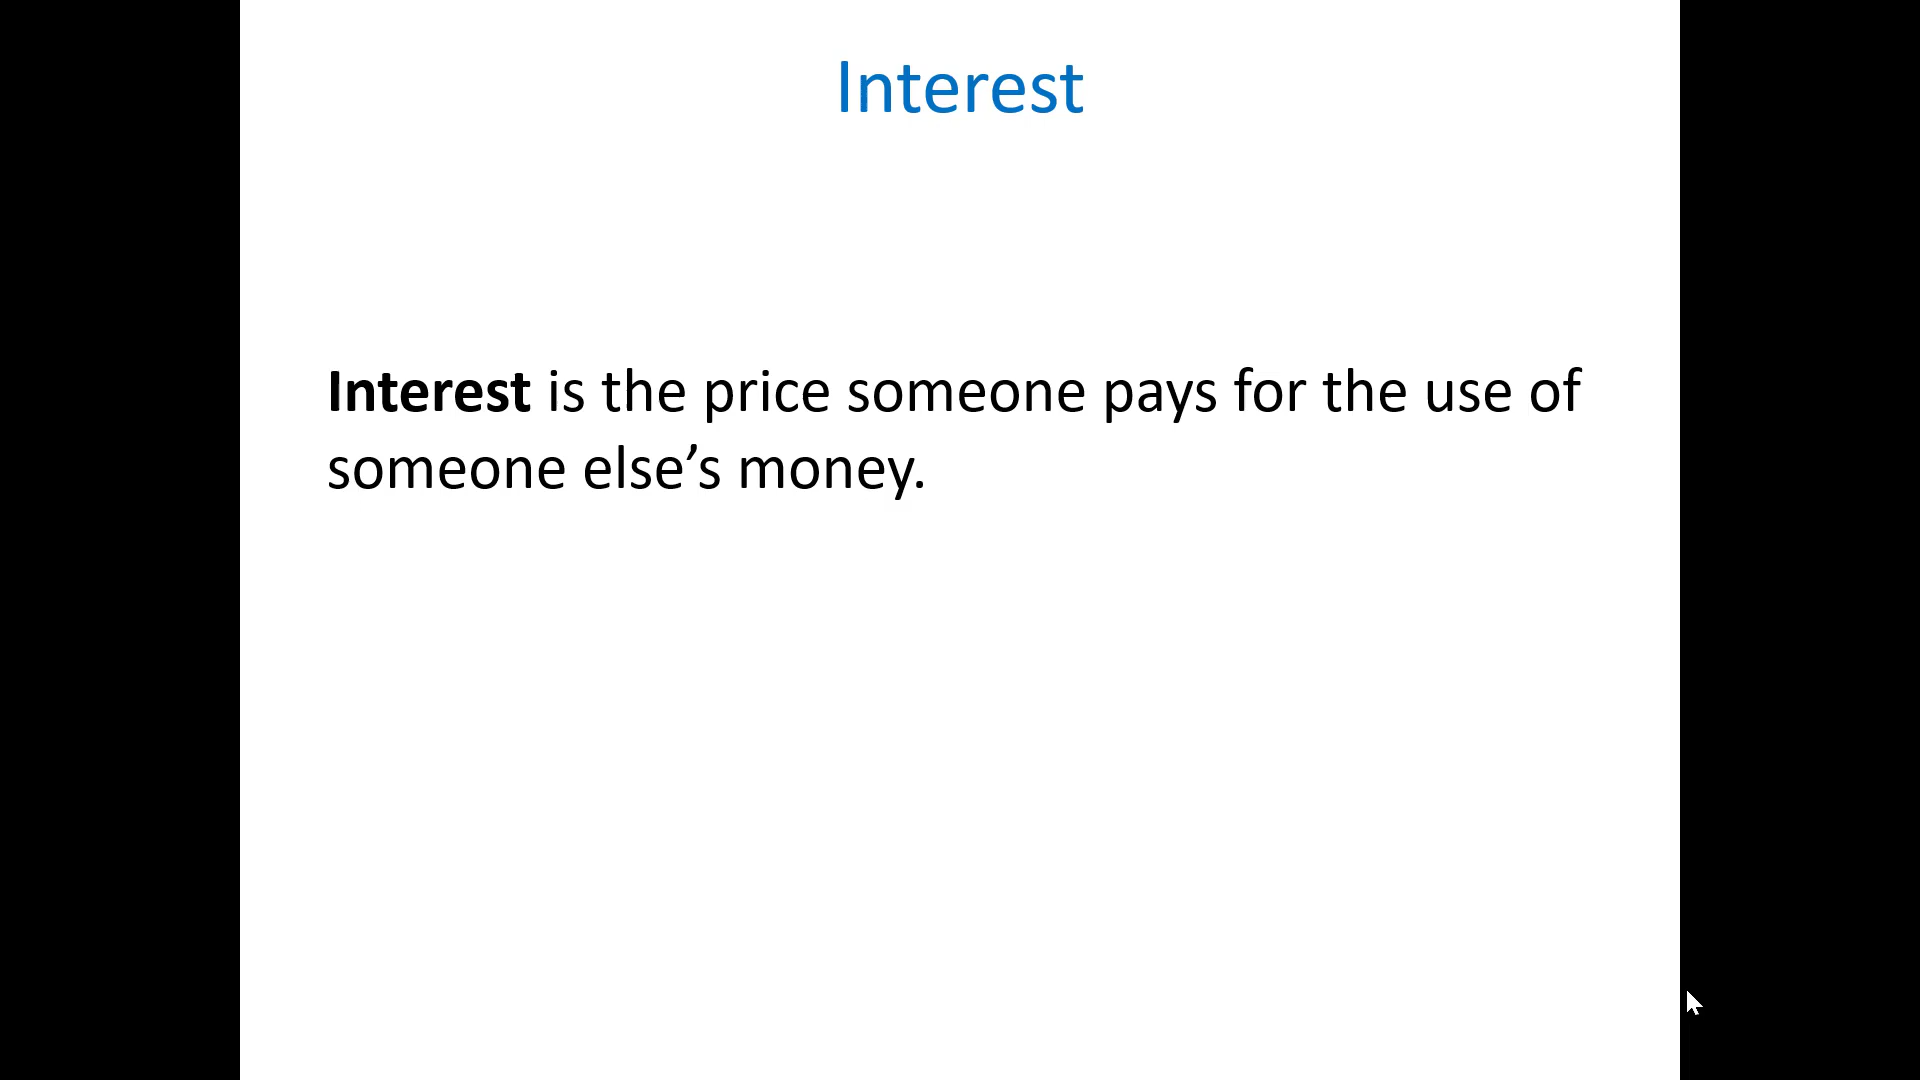 Interest
Interest is the price someone pays for the use of
someone else’s money.